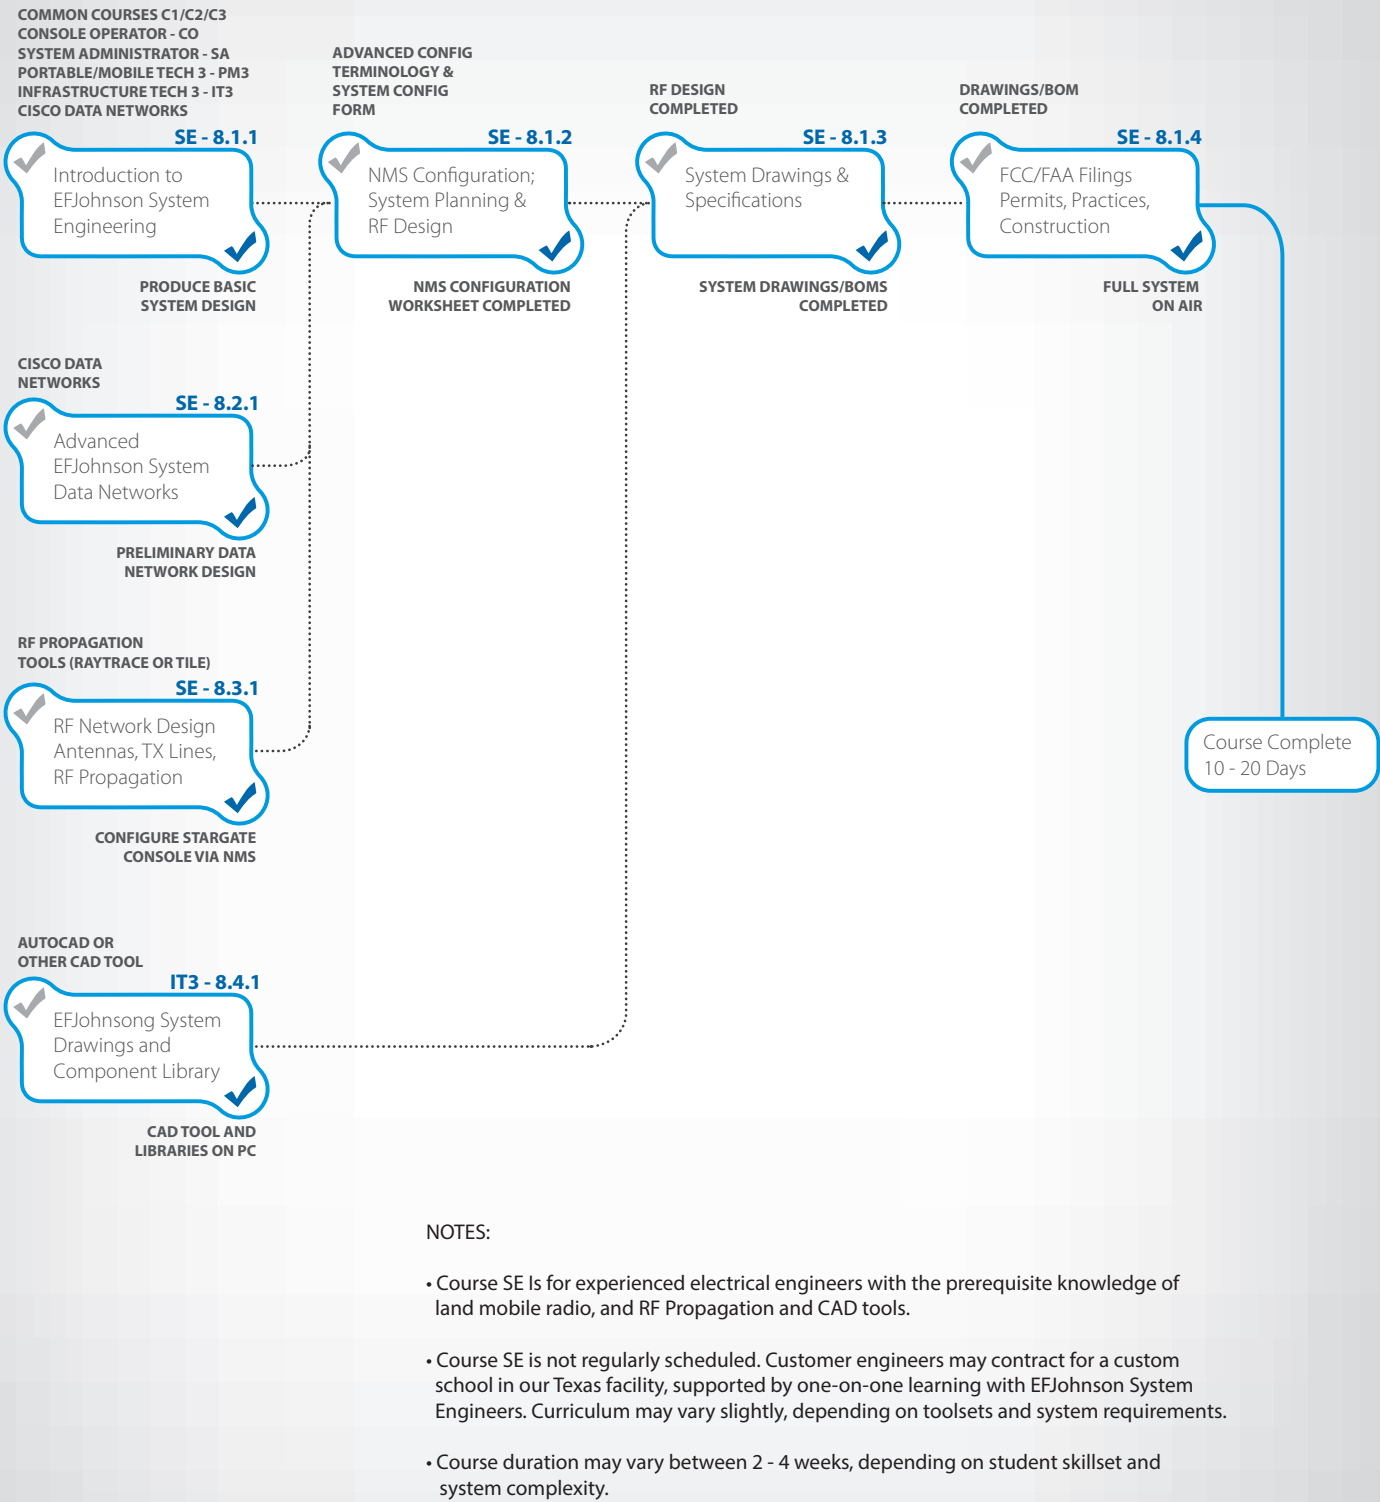 COMMON COURSES C1/C2/C3
CONSOLE OPERATOR - CO
SYSTEM ADMINISTRATOR - SA
PORTABLE/MOBILE TECH 3 - PM3
INFRASTRUCTURE TECH 3 - IT3
CISCO DATA NETWORKS
SE - 8.1.1
Introduction to
EFJohnson System
Engineering
PRODUCE BASIC
SYSTEM DESIGN
ADVANCED CONFIG
TERMINOLOGY &
SYSTEM CONFIG
FORM
SE - 8.1.2
NMS Configuration;
System Planning &
RF Design
NMS CONFIGURATION
WORKSHEET COMPLETED
RF DESIGN
COMPLETED
SE - 8.1.3
System Drawings &
Specifications
SYSTEM DRAWINGS/BOMS
COMPLETED
DRAWINGS/BOM
COMPLETED
SE - 8.1.4
FCC/FAA Filings
Permits, Practices,
Construction
FULL SYSTEM
ON AIR
CISCO DATA
NETWORKS
SE - 8.2.1
Advanced
EFJohnson System
Data Networks
PRELIMINARY DATA
NETWORK DESIGN
RF PROPAGATION
TOOLS (RAYTRACE OR TILE)
SE - 8.3.1
RF Network Design
Antennas, TX Lines,
RF Propagation
CONFIGURE STARGATE
CONSOLE VIA NMS
Course Complete
10 - 20 Days
AUTOCAD OR
OTHER CAD TOOL
IT3 - 8.4.1
EFJohnsong System
Drawings and
Component Library
CAD TOOL AND
LIBRARIES ON PC
NOTES:
• Course SE Is for experienced electrical engineers with the prerequisite knowledge of
land mobile radio, and RF Propagation and CAD tools.
• Course SE is not regularly scheduled. Customer engineers may contract for a custom
school in our Texas facility, supported by one-on-one learning with EFJohnson System
Engineers. Curriculum may vary slightly, depending on toolsets and system requirements.
• Course duration may vary between 2 - 4 weeks, depending on student skillset and
system complexity.